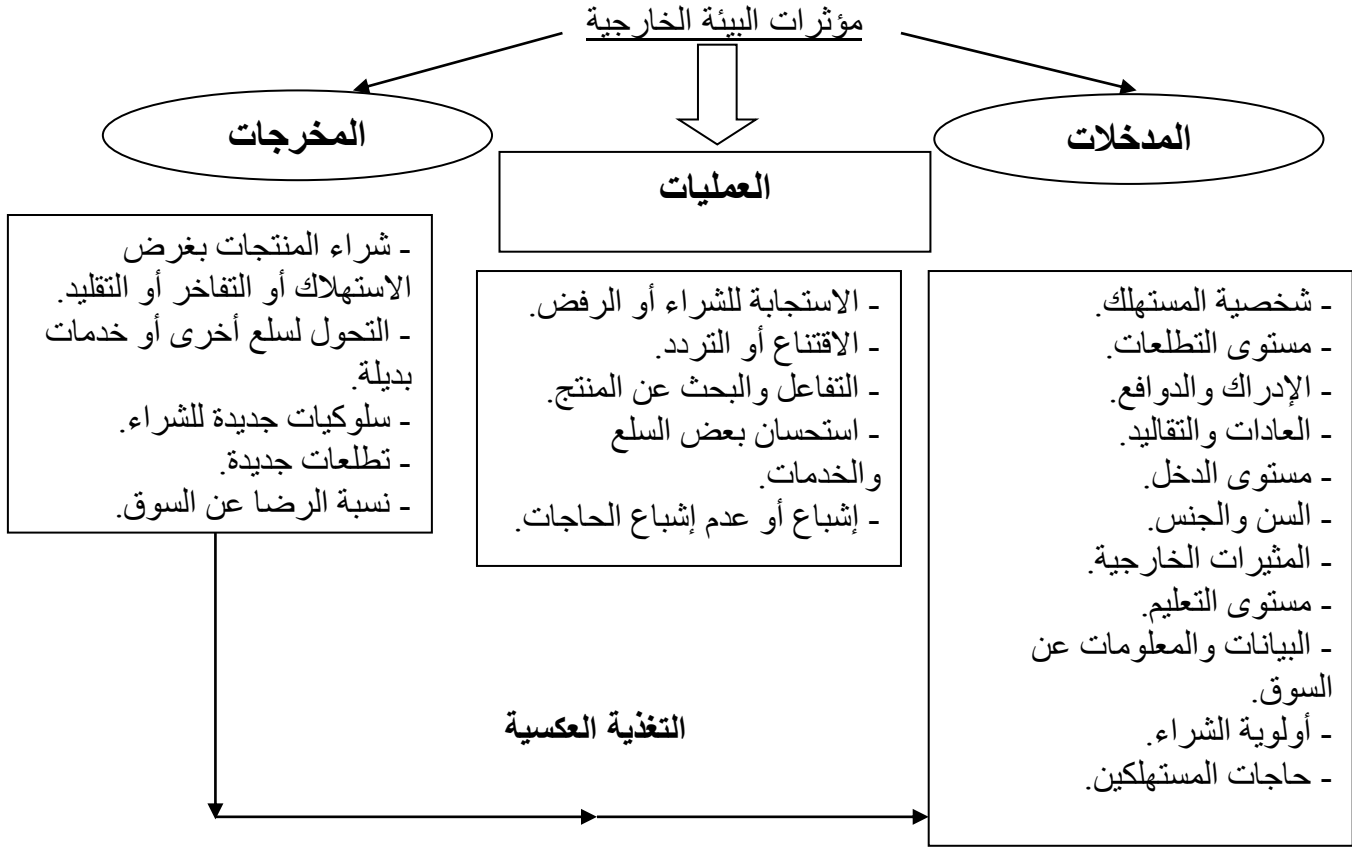 مؤثرات البيئة الخارجية
المدخلات
العمليات
المخرجات
- شخصية المستهلك.
- مستوى التطلعات.
- الإدراك والدوافع.
- العادات والتقاليد.
- مستوى الدخل.
- السن والجنس.
- المثيرات الخارجية.
- مستوى التعليم.
- البيانات والمعلومات عن
السوق.
- أولوية الشراء.
- حاجات المستهلكين.
- الاستجابة للشراء أو الرفض.
- الاقتناع أو التردد.
- التفاعل والبحث عن المنتج.
- استحسان بعض السلع
والخدمات.
- إشباع أو عدم إشباع الحاجات.
- شراء المنتجات بغرض
الاستهلاك أو التفاخر أو التقليد.
- التحول لسلع أخرى أو خدمات
بديلة.
- سلوكيات جديدة للشراء.
- تطلعات جديدة.
- نسبة الرضا عن السوق.
التغذية العكسية